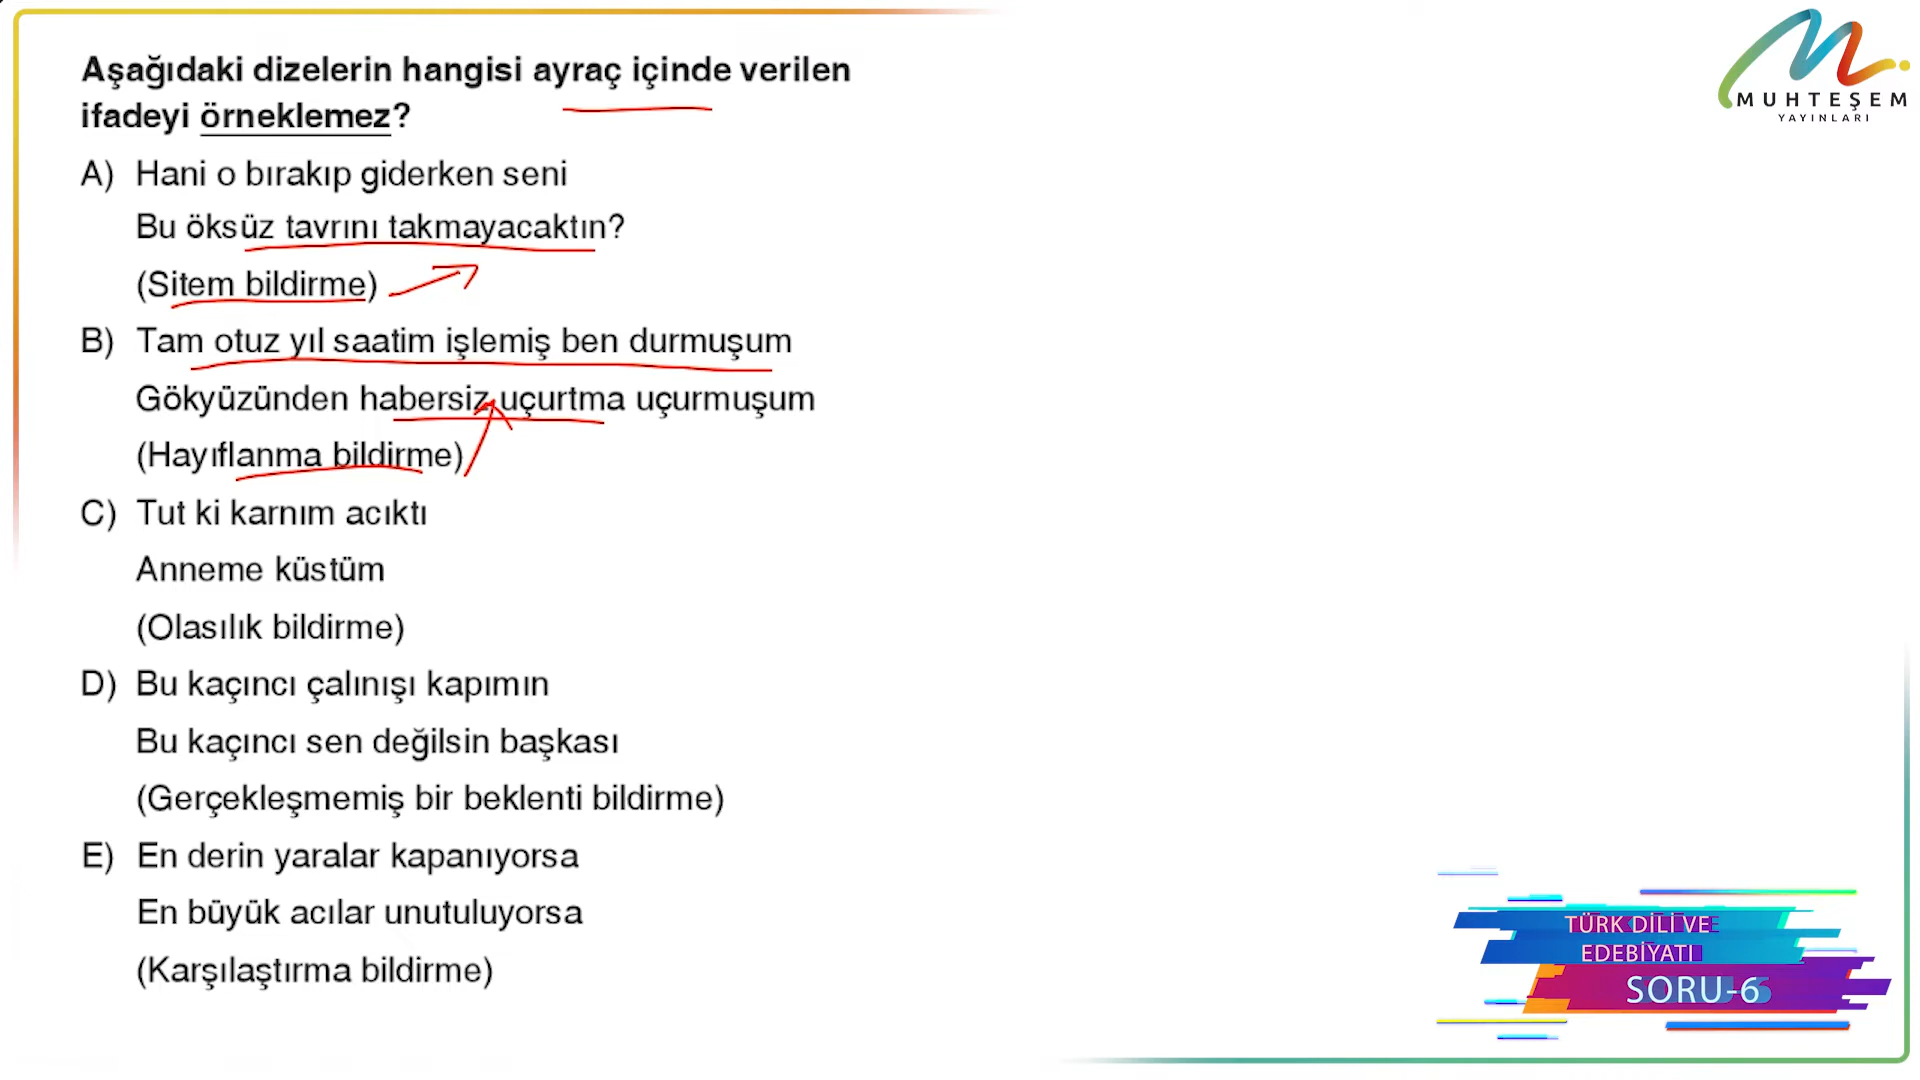 MUHTEŞEM
YAYINLARI
Aşağıdaki dizelerin hangisi ayraç içinde verilen
ifadeyi örneklemez?
A) Hani o bırakıp giderken seni
Bu öksüz tavrını takmayacaktın?
(Sitem bildirme)
B) Tam otuz yıl saatim işlemiş ben durmuşum
Gökyüzünden habersiz uçurtma uçurmuşum
(Hayıflanma bildirme)
C) Tut ki karnım acıktı
Anneme küstüm
(Olasılık bildirme)
D) Bu kaçıncı çalınışı kapımın
Bu kaçıncı sen değilsin başkası
(Gerçekleşmemiş bir beklenti bildirme)
E) En derin yaralar kapanıyorsa
En büyük acılar unutuluyorsa
(Karşılaştırma bildirme)
TÜRK DİLİ VE
EDEBİYATI
SORU-6